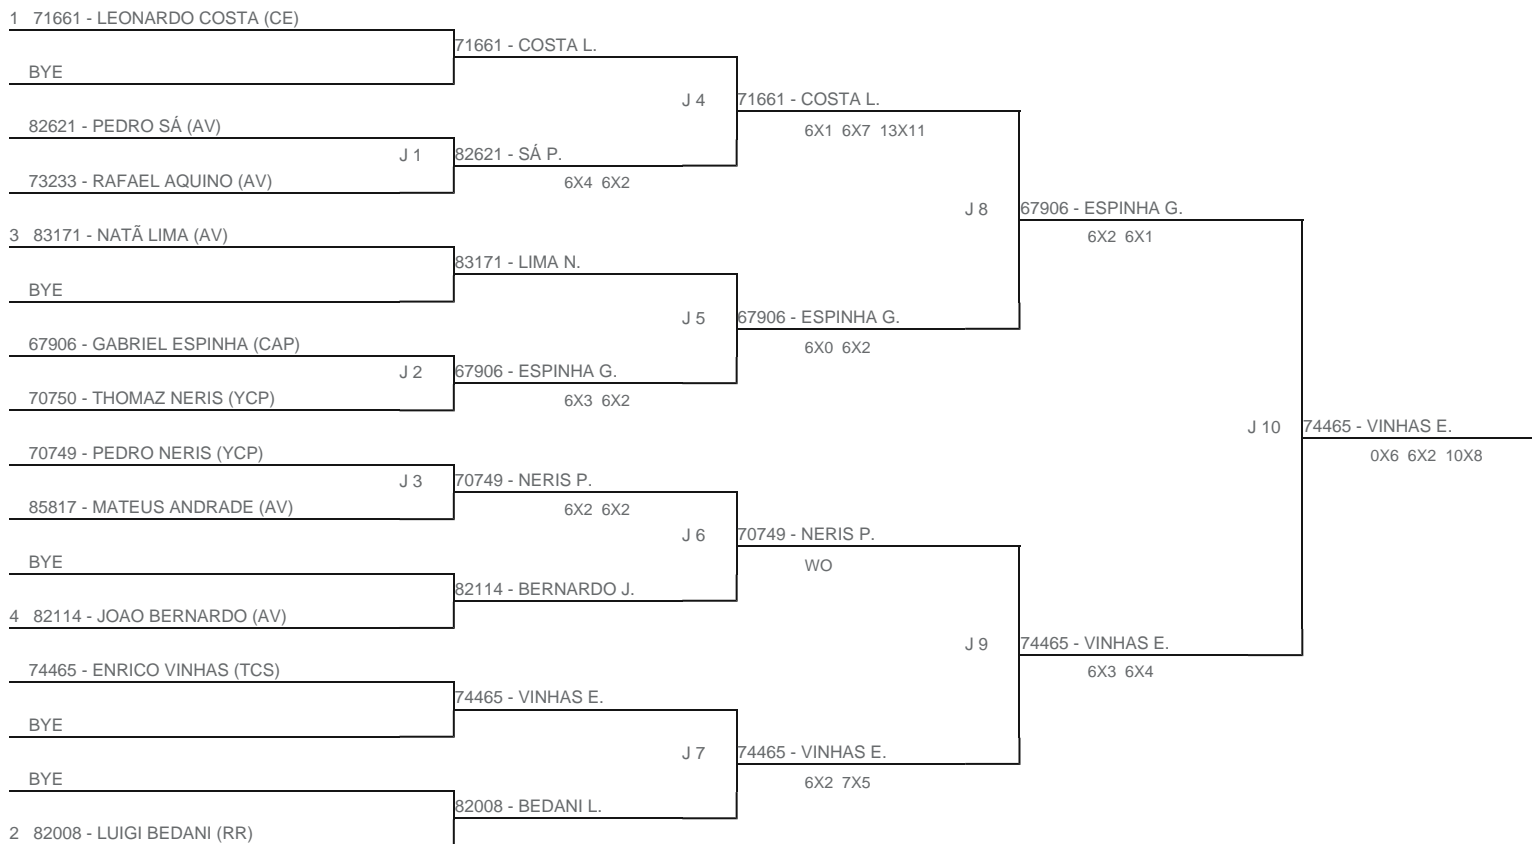 1 71661 - LEONARDO COSTA (CE)
71661 - COSTA L.
BYE
J 4
71661 - COSTA L.
6X1 6X7 13X11
82621 - PEDRO SÁ (AV)
J 1
82621 - SÁ P.
6X4 6X2
73233 - RAFAEL AQUINO (AV)
J 8
67906 - ESPINHA G.
6X2 6X1
3 83171 - NATÃ LIMA (AV)
83171 - LIMA N.
BYE
J 5
67906 - ESPINHA G.
6X0 6X2
67906 - GABRIEL ESPINHA (CAP)
J 2
67906 - ESPINHA G.
6X3 6X2
70750 - THOMAZ NERIS (YCP)
J 10
74465 - VINHAS E.
0X6 6X2 10X8
70749 - PEDRO NERIS (YCP)
J 3
70749 - NERIS P.
6X2 6X2
85817 - MATEUS ANDRADE (AV)
J 6
70749 - NERIS P.
WO
BYE
82114 - BERNARDO J.
4 82114 - JOAO BERNARDO (AV)
J 9
74465 - VINHAS E.
6X3 6X4
74465 - ENRICO VINHAS (TCS)
74465 - VINHAS E.
BYE
J 7
74465 - VINHAS E.
6X2 7X5
BYE
82008 - BEDANI L.
2 82008 - LUIGI BEDANI (RR)